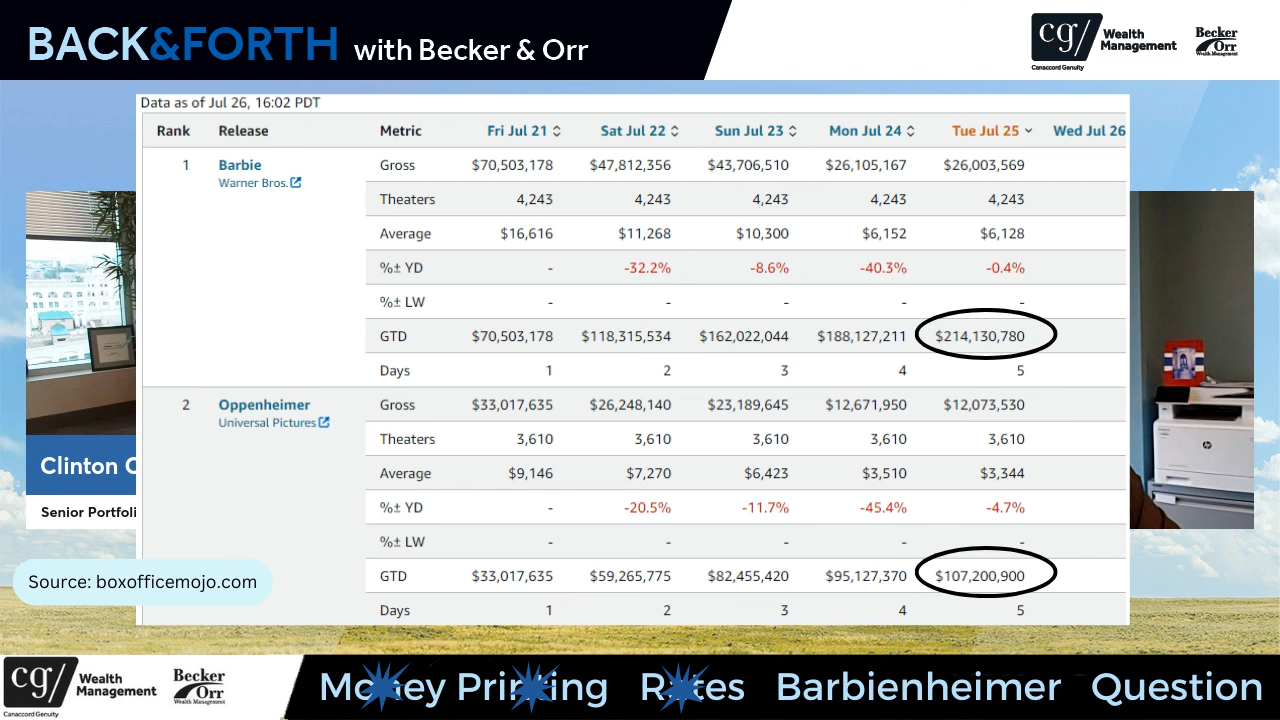 BACK&FORTH with Becker & Orr
cg/ Wealth Management
Canaccord Genuity
Becker Orr
Wealth Management
Data as of Jul 26, 16:02 PDT
Rank Release Metric Fri Jul 21 Sat Jul 22 Sun Jul 23 Mon Jul 24 Tue Jul 25 Wed Jul 26
1 Barbie Gross $70,503,178 $47,812,356 $43,706,510 $26,105,167 $26,003,569
Warner Bros.
Theaters 4,243 4,243 4,243 4,243 4,243
Average $16,616 $11,268 $10,300 $6,152 $6,128
%± YD - -32.2% -8.6% -40.3% -0.4%
%± LW - - - - -
GTD $70,503,178 $118,315,534 $162,022,044 $188,127,211 $214,130,780
Days 1 2 3 4 5
2 Oppenheimer Gross $33,017,635 $26,248,140 $23,189,645 $12,671,950 $12,073,530
Universal Pictures
Theaters 3,610 3,610 3,610 3,610 3,610
Average $9,146 $7,270 $6,423 $3,510 $3,344
%± YD - -20.5% -11.7% -45.4% -4.7%
%± LW - - - - -
GTD $33,017,635 $59,265,775 $82,455,420 $95,127,370 $107,200,900
Days 1 2 3 4 5
Clinton
Senior Portfoli
hp
Source: boxofficemojo.com
cg/ Wealth Management
Canaccord Genuity
Becker Orr
Wealth Management
Money Printing Rates Barbienheimer Question